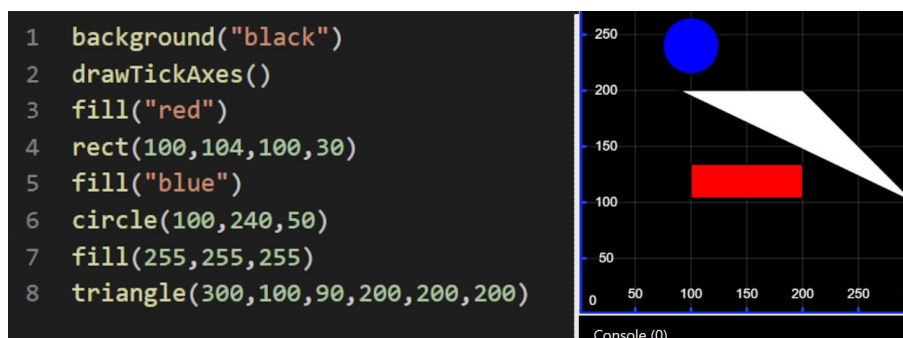 1 background("black")
2 drawTickAxes()
3 fill("red")
4 rect(100,104,100,30)
5 fill("blue")
6 circle(100,240,50)
7 fill(255,255,255)
8 triangle(300,100,90,200,200,200)
250
200
150
100
50
0 50 100 150 200 250
Console (0)